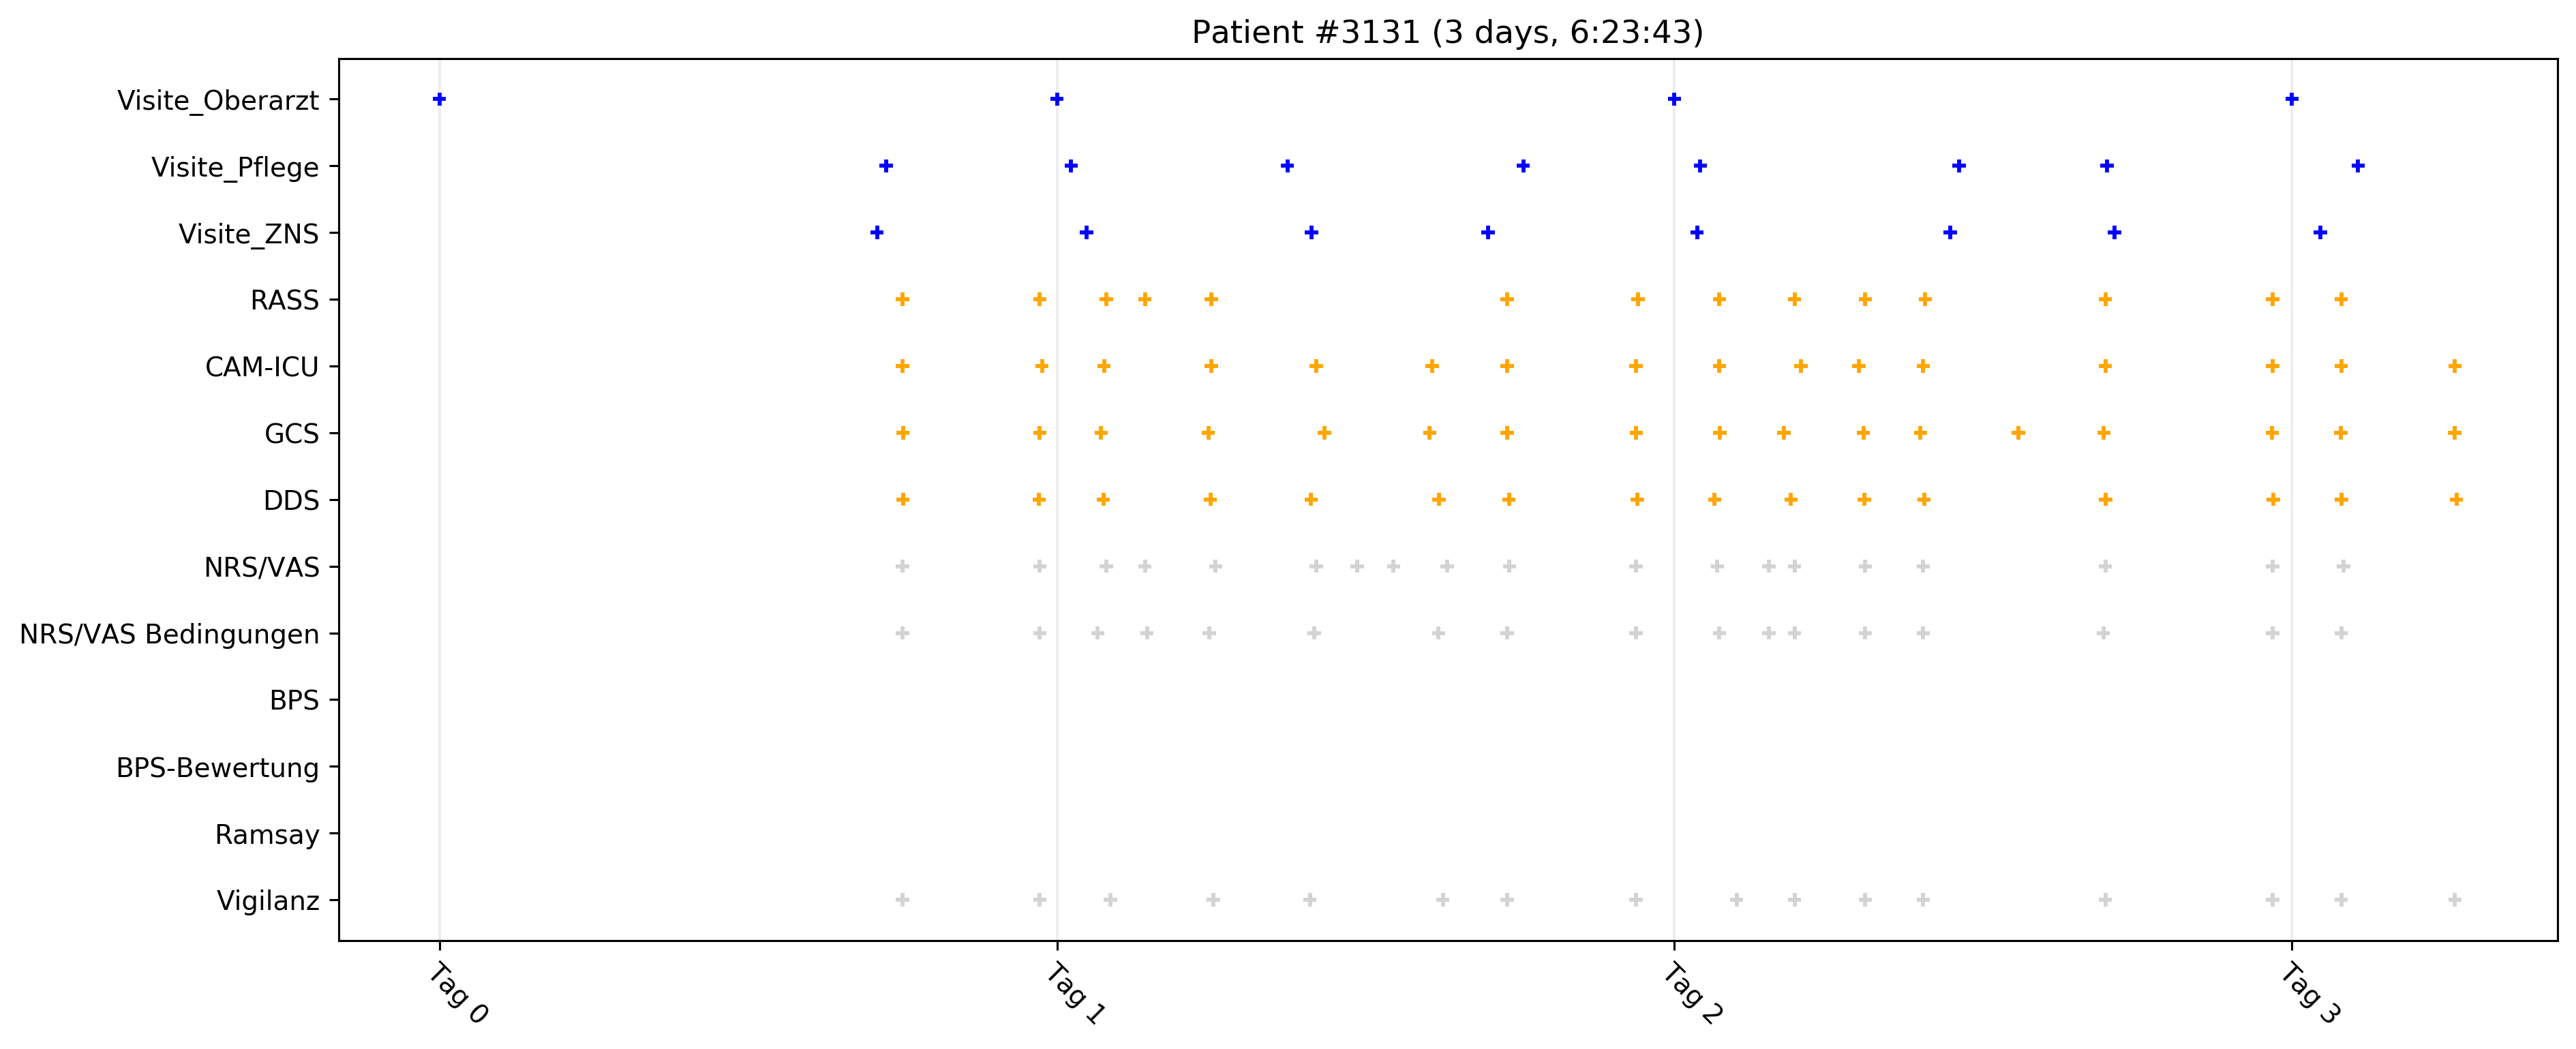 Patient #3131 (3 days, 6:23:43)
Visite_Oberarzt
Visite_Pflege
Visite_ZNS
RASS
CAM-ICU
GCS
DDS
NRS/VAS
NRS/VAS Bedingungen
BPS
BPS-Bewertung
Ramsay
Vigilanz
Tag 0
Tag 1
Tag 2
Tag 3